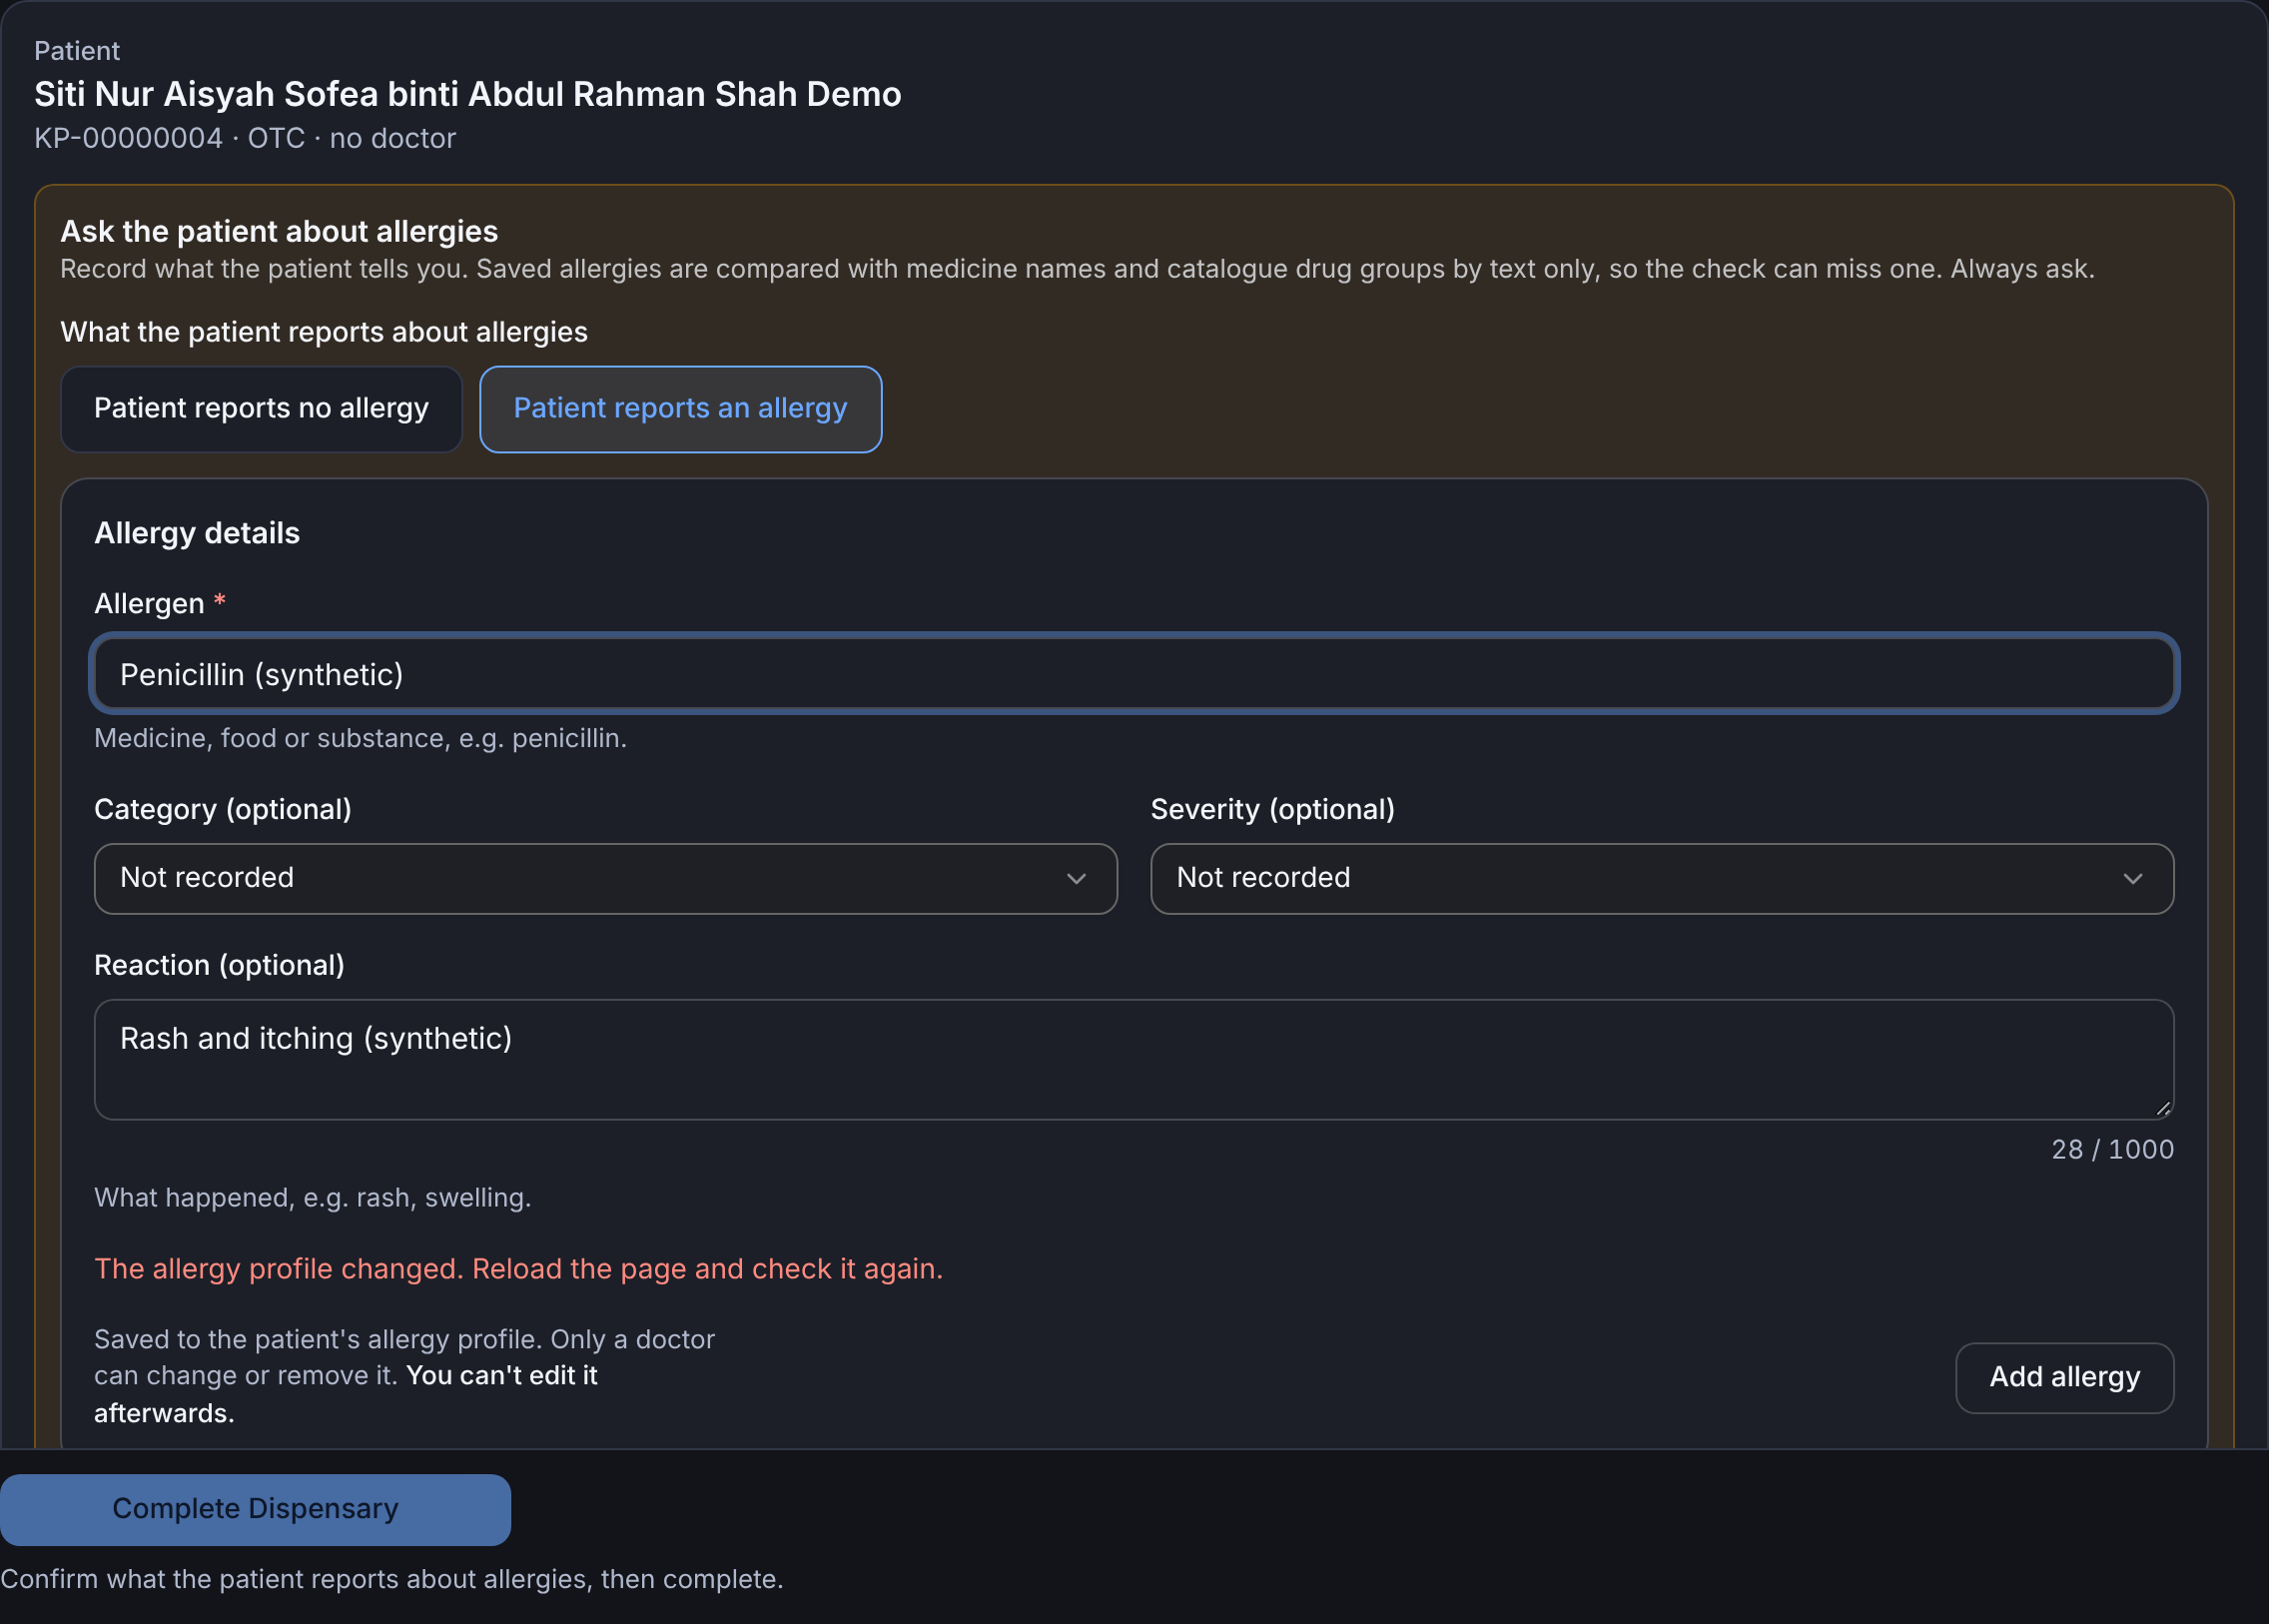 Patient
Siti Nur Aisyah Sofea binti Abdul Rahman Shah Demo
KP-00000004 · OTC · no doctor
Ask the patient about allergies
Record what the patient tells you. Saved allergies are compared with medicine names and catalogue drug groups by text only, so the check can miss one. Always ask.
What the patient reports about allergies
Patient reports no allergy
Patient reports an allergy
Allergy details
Allergen *
Penicillin (synthetic)
Medicine, food or substance, e.g. penicillin.
Category (optional)
Severity (optional)
Not recorded
Not recorded
Reaction (optional)
Rash and itching (synthetic)
28 / 1000
What happened, e.g. rash, swelling.
The allergy profile changed. Reload the page and check it again.
Saved to the patient's allergy profile. Only a doctor
can change or remove it. You can't edit it
afterwards.
Add allergy
Complete Dispensary
Confirm what the patient reports about allergies, then complete.